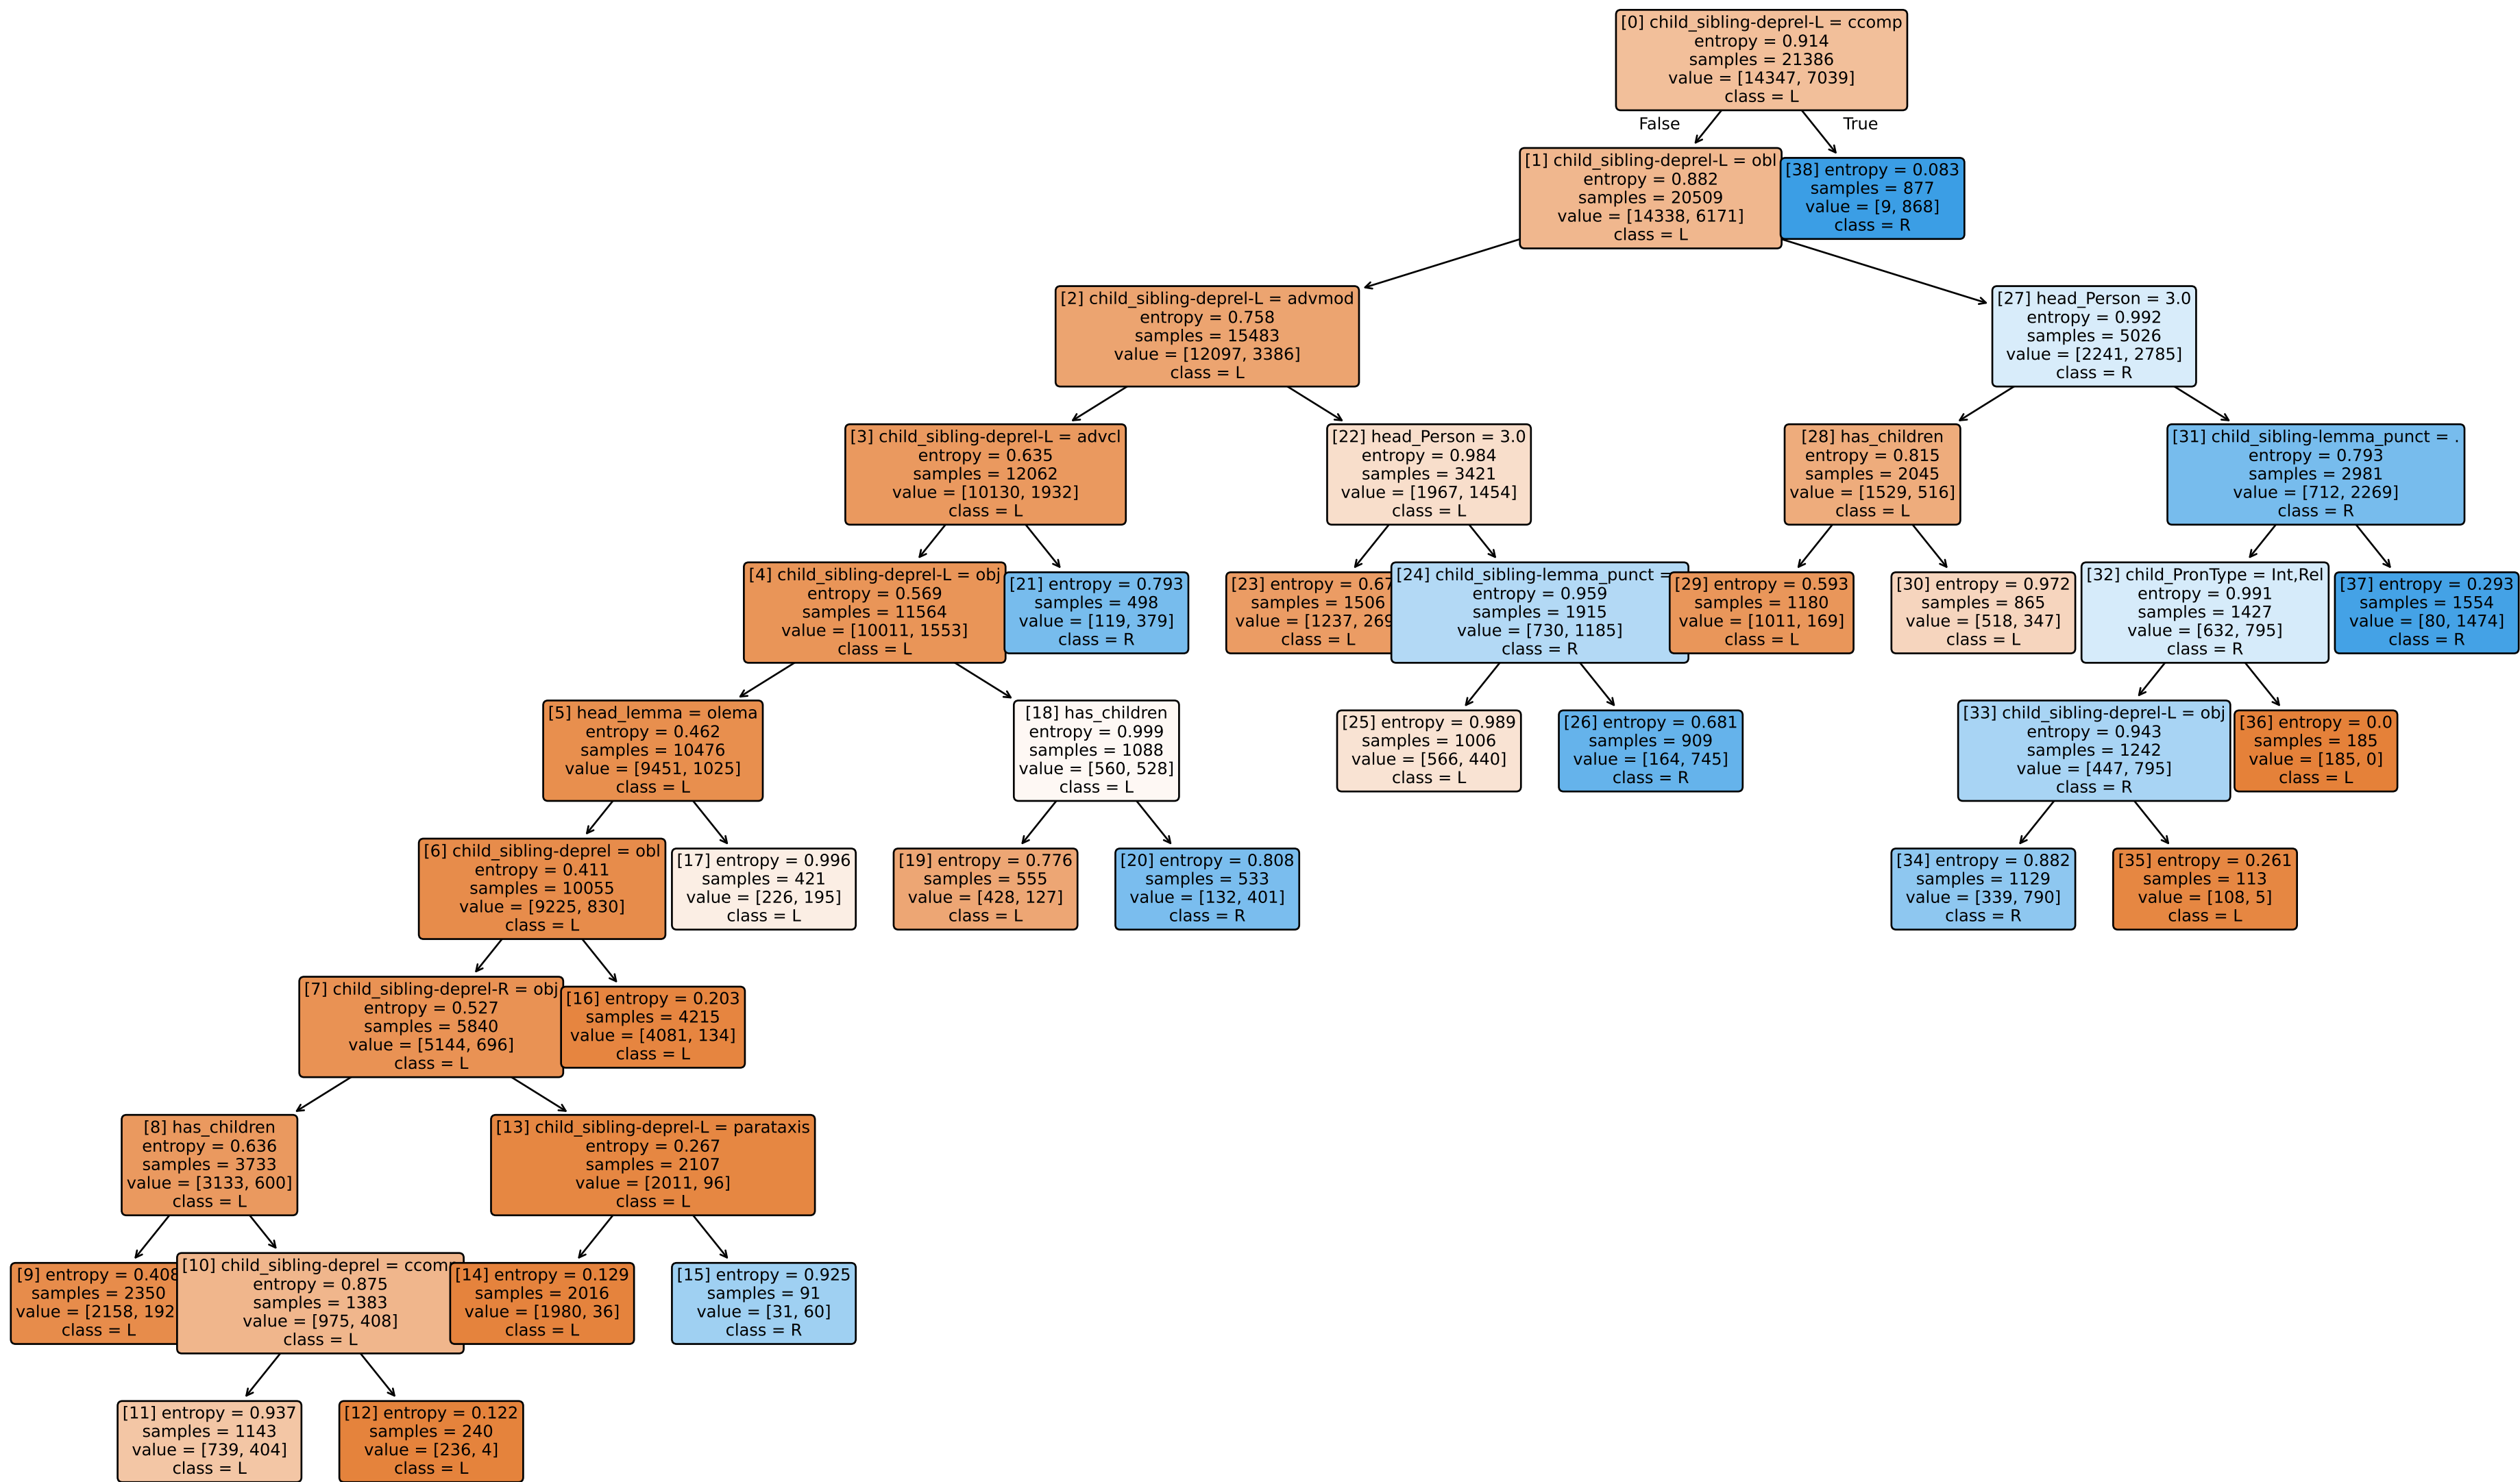 [0] child_sibling-deprel-L = ccomp
entropy = 0.914
samples = 21386
value = [14347, 7039]
class = L
False
True
[1] child_sibling-deprel-L = obl
entropy = 0.882
samples = 20509
value = [14338, 6171]
class = L
[38] entropy = 0.083
samples = 877
value = [9, 868]
class = R
[2] child_sibling-deprel-L = advmod
entropy = 0.758
samples = 15483
value = [12097, 3386]
class = L
[27] head_Person = 3.0
entropy = 0.992
samples = 5026
value = [2241, 2785]
class = R
[3] child_sibling-deprel-L = advcl
entropy = 0.635
samples = 12062
value = [10130, 1932]
class = L
[22] head_Person = 3.0
entropy = 0.984
samples = 3421
value = [1967, 1454]
class = L
[28] has_children
entropy = 0.815
samples = 2045
value = [1529, 516]
class = L
[31] child_sibling-lemma_punct = .
entropy = 0.793
samples = 2981
value = [712, 2269]
class = R
[4] child_sibling-deprel-L = obj
entropy = 0.569
samples = 11564
value = [10011, 1553]
class = L
[21] entropy = 0.793
samples = 498
value = [119, 379]
class = R
[23] entropy = 0.67
samples = 1506
value = [1237, 269
class = L
[24] child_sibling-lemma_punct =
entropy = 0.959
samples = 1915
value = [730, 1185]
class = R
[29] entropy = 0.593
samples = 1180
value = [1011, 169]
class = L
[30] entropy = 0.972
samples = 865
value = [518, 347]
class = L
[32] child_PronType = Int,Rel
entropy = 0.991
samples = 1427
value = [632, 795]
class = R
[37] entropy = 0.293
samples = 1554
value = [80, 1474]
class = R
[5] head_lemma = olema
entropy = 0.462
samples = 10476
value = [9451, 1025]
class = L
[18] has_children
entropy = 0.999
samples = 1088
value = [560, 528]
class = L
[25] entropy = 0.989
samples = 1006
value = [566, 440]
class = L
[26] entropy = 0.681
samples = 909
value = [164, 745]
class = R
[33] child_sibling-deprel-L = obj
entropy = 0.943
samples = 1242
value = [447, 795]
class = R
[36] entropy = 0.0
samples = 185
value = [185, 0]
class = L
[6] child_sibling-deprel = obl
entropy = 0.411
samples = 10055
value = [9225, 830]
class = L
[17] entropy = 0.996
samples = 421
value = [226, 195]
class = L
[19] entropy = 0.776
samples = 555
value = [428, 127]
class = L
[20] entropy = 0.808
samples = 533
value = [132, 401]
class = R
[34] entropy = 0.882
samples = 1129
value = [339, 790]
class = R
[35] entropy = 0.261
samples = 113
value = [108, 5]
class = L
[7] child_sibling-deprel-R = obj
entropy = 0.527
samples = 5840
value = [5144, 696]
class = L
[16] entropy = 0.203
samples = 4215
value = [4081, 134]
class = L
[8] has_children
entropy = 0.636
samples = 3733
value = [3133, 600]
class = L
[13] child_sibling-deprel-L = parataxis
entropy = 0.267
samples = 2107
value = [2011, 96]
class = L
[9] entropy = 0.408
samples = 2350
value = [2158, 192
class = L
[10] child_sibling-deprel = ccomp
entropy = 0.875
samples = 1383
value = [975, 408]
class = L
[14] entropy = 0.129
samples = 2016
value = [1980, 36]
class = L
[15] entropy = 0.925
samples = 91
value = [31, 60]
class = R
[11] entropy = 0.937
samples = 1143
value = [739, 404]
class = L
[12] entropy = 0.122
samples = 240
value = [236, 4]
class = L